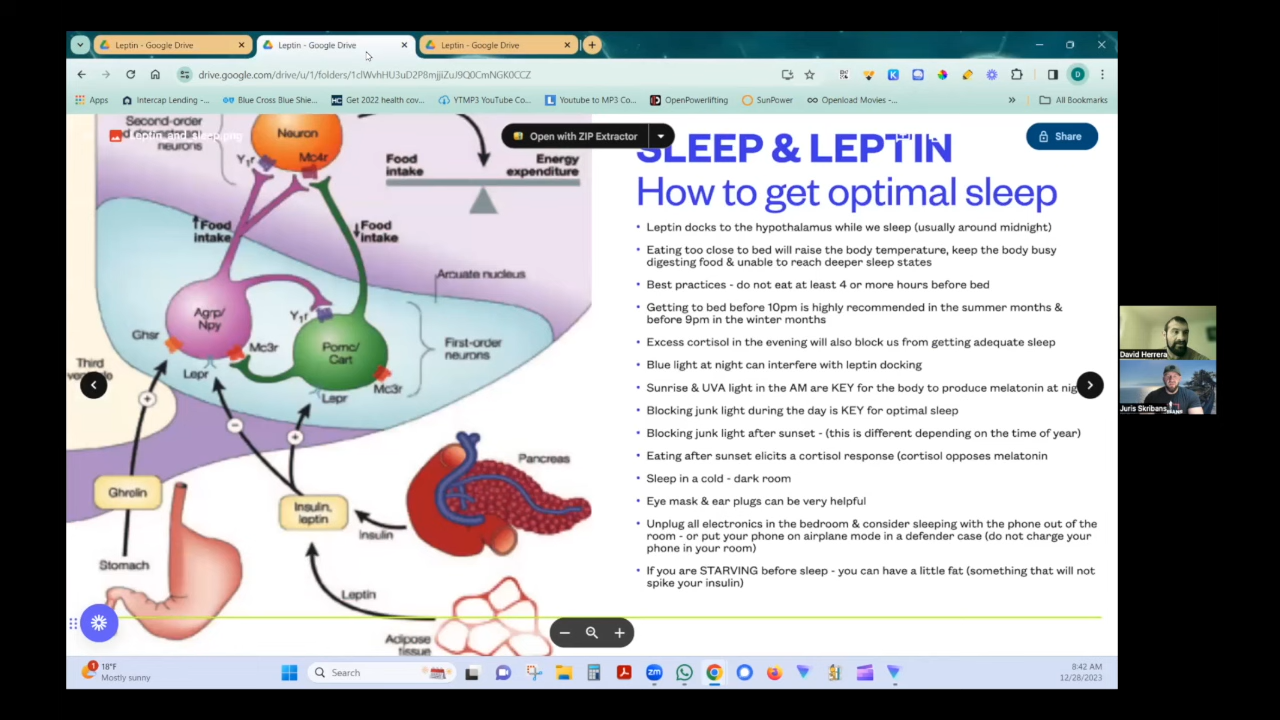 Leptin - Google Drive
Leptin - Google Drive
Leptin - Google Drive
drive.google.com/drive/u/1/folders/1clWvhHU3uD2P8mjJiZuJ9Q0CmNGK0CCZ
Apps
Intercap Lending -...
Blue Cross Blue Shie...
Get 2022 health cov...
YTMP3 YouTube Co...
Youtube to MP3 Co...
OpenPowerlifting
SunPower
Openload Movies -...
All Bookmarks
Second-order
neurons
Neuron
Y1r
Mc4r
Food
intake
Energy
expenditure
Open with ZIP Extractor
Share
Food
intake
Food
intake
Arcuate nucleus
Agrp/
Npy
Y1r
Ghsr
Mc3r
Pomc/
Cart
First-order
neurons
Third
Lepr
Mc3r
Lepr
Ghrelin
Insulin,
leptin
Pancreas
Insulin
Stomach
Leptin
Adipose
tissue
SLEEP & LEPTIN
How to get optimal sleep
• Leptin docks to the hypothalamus while we sleep (usually around midnight)
• Eating too close to bed will raise the body temperature, keep the body busy
digesting food & unable to reach deeper sleep states
• Best practices - do not eat at least 4 or more hours before bed
• Getting to bed before 10pm is highly recommended in the summer months &
before 9pm in the winter months
• Excess cortisol in the evening will also block us from getting adequate sleep
• Blue light at night can interfere with leptin docking
• Sunrise & UVA light in the AM are KEY for the body to produce melatonin at
• Blocking junk light during the day is KEY for optimal sleep
• Blocking junk light after sunset - (this is different depending on the time of year)
• Eating after sunset elicits a cortisol response (cortisol opposes melatonin
• Sleep in a cold - dark room
• Eye mask & ear plugs can be very helpful
• Unplug all electronics in the bedroom & consider sleeping with the phone out of the
room - or put your phone on airplane mode in a defender case (do not charge your
phone in your room)
• If you are STARVING before sleep - you can have a little fat (something that will not
spike your insulin)
David Herrera
Juris Skribans
18°F
Mostly sunny
Search
8:42 AM
12/28/2023